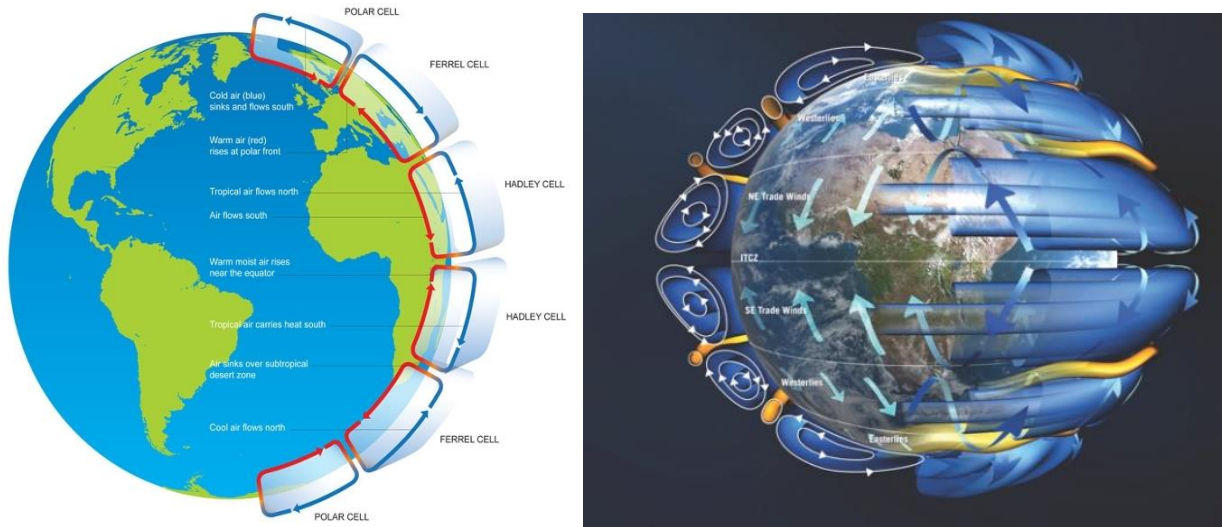 POLAR CELL
FERREL CELL
Cold air (blue)
sinks and flows south
Warm air (red)
rises at polar front
HADLEY CELL
Tropical air flows north
Air flows south
Warm moist air rises
near the equator
HADLEY CELL
Tropical air carries heat south
Air sinks over subtropical
desert zone
Cool air flows north
FERREL CELL
POLAR CELL
Easterlies
Westerlies
NE Trade Winds
ITCZ
SE Trade Winds
Westerlies
Easterlies